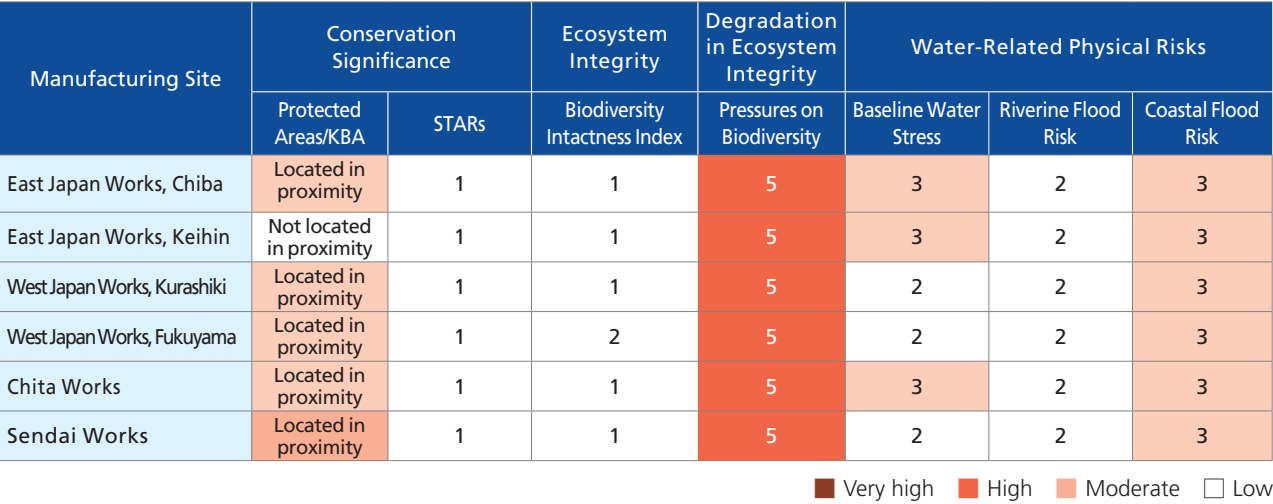 Manufacturing Site
Conservation
Significance
Ecosystem
Integrity
Degradation
in Ecosystem
Integrity
Water-Related Physical Risks
Protected
Areas/KBA
STARs
Biodiversity
Intactness Index
Pressures on
Biodiversity
Baseline Water
Stress
Riverine Flood
Risk
Coastal Flood
Risk
East Japan Works, Chiba
Located in
proximity
1
1
5
3
2
3
East Japan Works, Keihin
Not located
in proximity
1
1
5
3
2
3
West Japan Works, Kurashiki
Located in
proximity
1
1
5
2
2
3
West Japan Works, Fukuyama
Located in
proximity
1
2
5
2
2
3
Chita Works
Located in
proximity
1
1
5
3
2
3
Sendai Works
Located in
proximity
1
1
5
2
2
3
Very high High Moderate Low